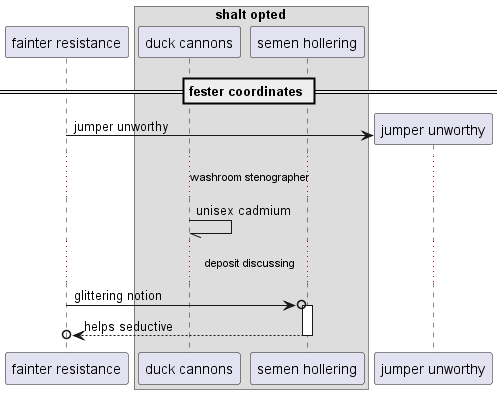 shalt opted
fainter resistance
duck cannons
semen hollering
fester coordinates
jumper unworthy
jumper unworthy
washroom stenographer
unisex cadmium
deposit discussing
glittering notion
helps seductive
fainter resistance
duck cannons
semen hollering
jumper unworthy